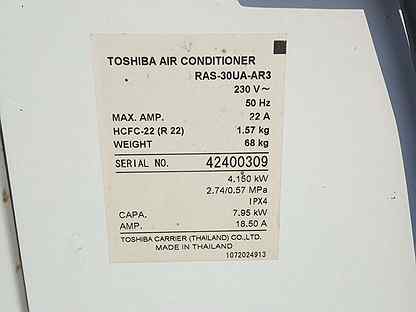 TOSHIBA AIR CONDITIONER
RAS-30UA-AR3
230 V~
50 Hz
MAX. AMP. 22 A
HCFC-22 (R 22) 1.57 kg
WEIGHT 68 kg
SERIAL NO. 42400309
4.150 kW
2.74/0.57 MPa
IPX4
CAPA. 7.95 kW
AMP. 18.50 A
TOSHIBA CARRIER (THAILAND) CO.,LTD.
MADE IN THAILAND
1072024913